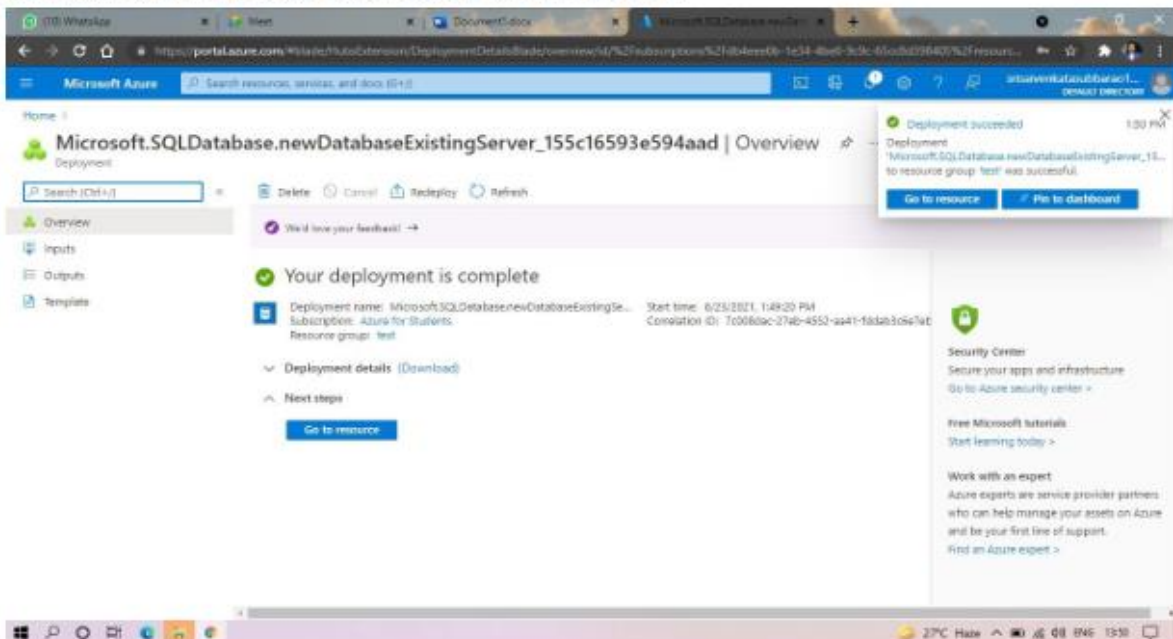 (10) WhatsApp
Meet
Document1.docx
portal.azure.com
Microsoft Azure
Search resources, services, and docs (G+/)
DEFAULT DIRECTORY
Home
Microsoft.SQLDatabase.newDatabaseExistingServer_155c16593e594aad | Overview
Deployment
Search (Ctrl+/)
Delete Cancel Redeploy Refresh
Overview
Inputs
Outputs
Template
We'd love your feedback! →
Your deployment is complete
Deployment name: Microsoft.SQLDatabase.newDatabaseExistingSe...
Subscription: Azure for Students
Resource group: test
Start time: 6/23/2021, 1:49:20 PM
Correlation ID:
Deployment details (Download)
Next steps
Go to resource
Deployment succeeded 1:50 PM
Deployment
'Microsoft.SQLDatabase.newDatabaseExistingServer_15...
to resource group 'test' was successful.
Go to resource
Pin to dashboard
Security Center
Secure your apps and infrastructure
Go to Azure security center >
Free Microsoft tutorials
Start learning today >
Work with an expert
Azure experts are service provider partners
who can help manage your assets on Azure
and be your first line of support.
Find an Azure expert >
27°C Haze ENG 13:50